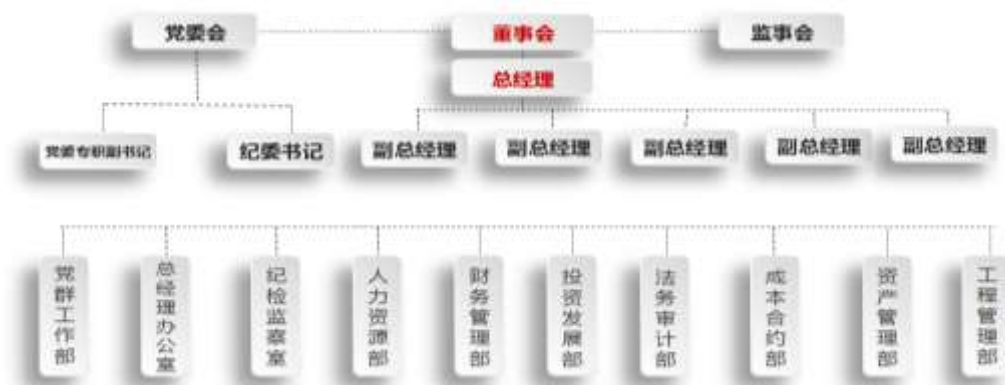 党委会
董事会
监事会
总经理
党委专职副书记
纪委书记
副总经理
副总经理
副总经理
副总经理
副总经理
党群工作部
总经理办公室
纪检监察室
人力资源部
财务管理部
投资发展部
法务审计部
成本合约部
资产管理部
工程管理部